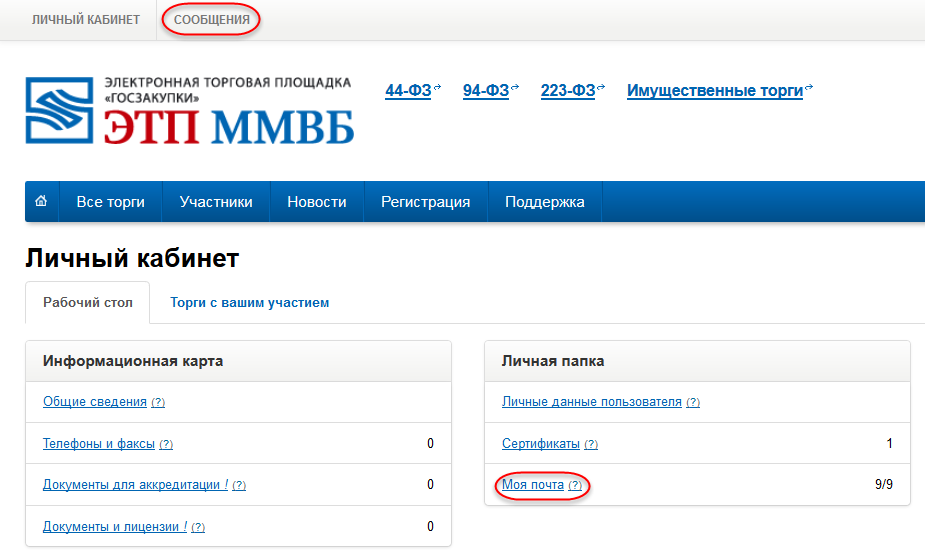 ЛИЧНЫЙ КАБИНЕТ СООБЩЕНИЯ
ЭЛЕКТРОННАЯ ТОРГОВАЯ ПЛОЩАДКА
«ГОСЗАКУПКИ»
ЭТП ММВБ
44-ФЗ 94-ФЗ 223-ФЗ Имущественные торги
Все торги Участники Новости Регистрация Поддержка
Личный кабинет
Рабочий стол Торги с вашим участием
Информационная карта
Общие сведения (?)
Телефоны и факсы (?) 0
Документы для аккредитации ! (?) 0
Документы и лицензии ! (?) 0
Личная папка
Личные данные пользователя (?)
Сертификаты (?) 1
Моя почта (?) 9/9